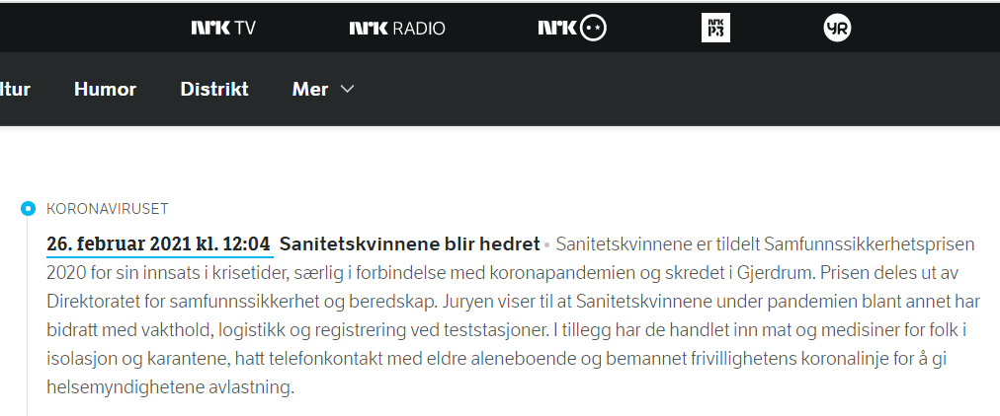 NRK TV NRK RADIO NRK NRK P3 YR
ltur Humor Distrikt Mer
KORONAVIRUSET
26. februar 2021 kl. 12:04 Sanitetskvinnene blir hedret • Sanitetskvinnene er tildelt Samfunnssikkerhetsprisen
2020 for sin innsats i krisetider, særlig i forbindelse med koronapandemien og skredet i Gjerdrum. Prisen deles ut av
Direktoratet for samfunnssikkerhet og beredskap. Juryen viser til at Sanitetskvinnene under pandemien blant annet har
bidratt med vakthold, logistikk og registrering ved teststasjoner. I tillegg har de handlet inn mat og medisiner for folk i
isolasjon og karantene, hatt telefonkontakt med eldre aleneboende og bemannet frivillighetens koronalinje for å gi
helsemyndighetene avlastning.